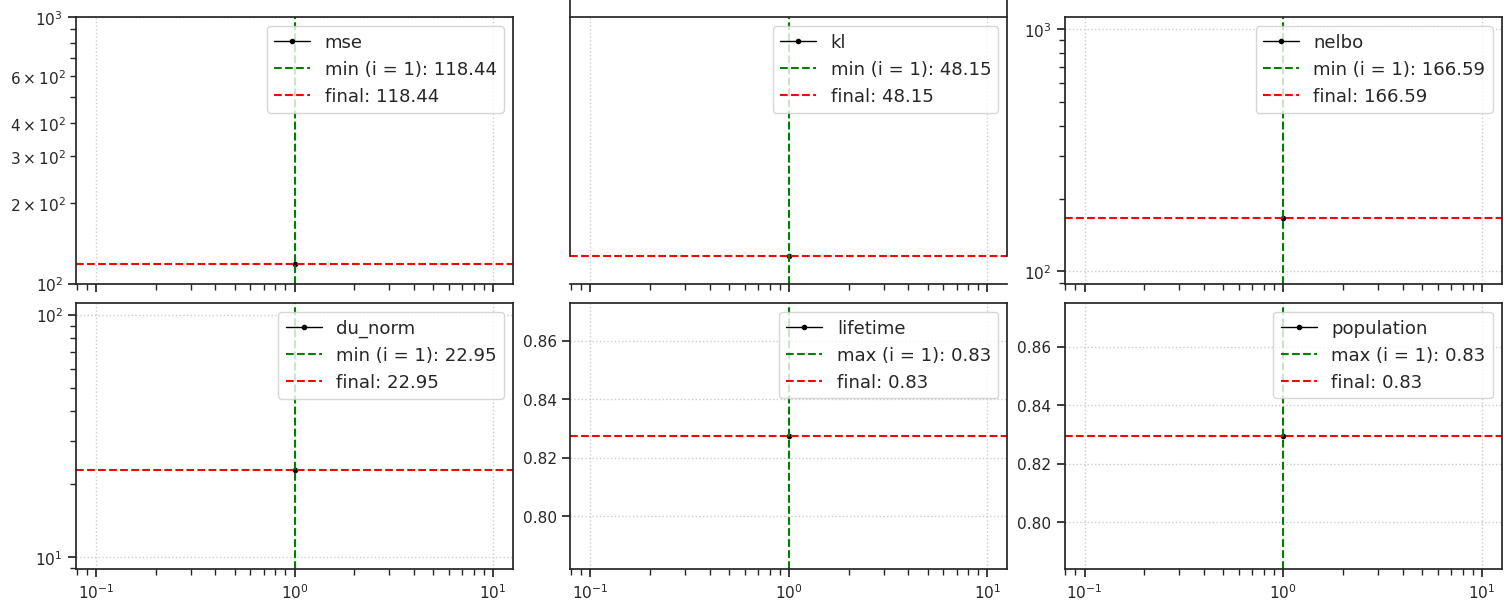 10³
6 × 10²
4 × 10²
3 × 10²
2 × 10²
10²
mse
min (i = 1): 118.44
final: 118.44
kl
min (i = 1): 48.15
final: 48.15
10³
10²
nelbo
min (i = 1): 166.59
final: 166.59
10²
10¹
du_norm
min (i = 1): 22.95
final: 22.95
10⁻¹ 10⁰ 10¹
0.86
0.84
0.82
0.80
lifetime
max (i = 1): 0.83
final: 0.83
10⁻¹ 10⁰ 10¹
0.86
0.84
0.82
0.80
population
max (i = 1): 0.83
final: 0.83
10⁻¹ 10⁰ 10¹